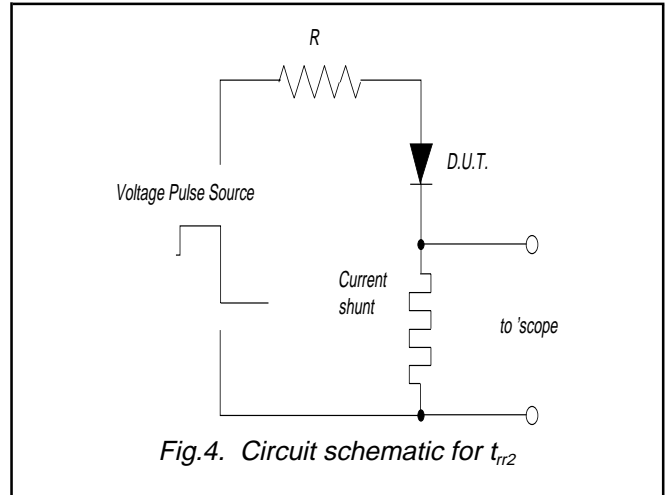 R
D.U.T.
Voltage Pulse Source
Current
shunt
to 'scope
Fig.4. Circuit schematic for trr2